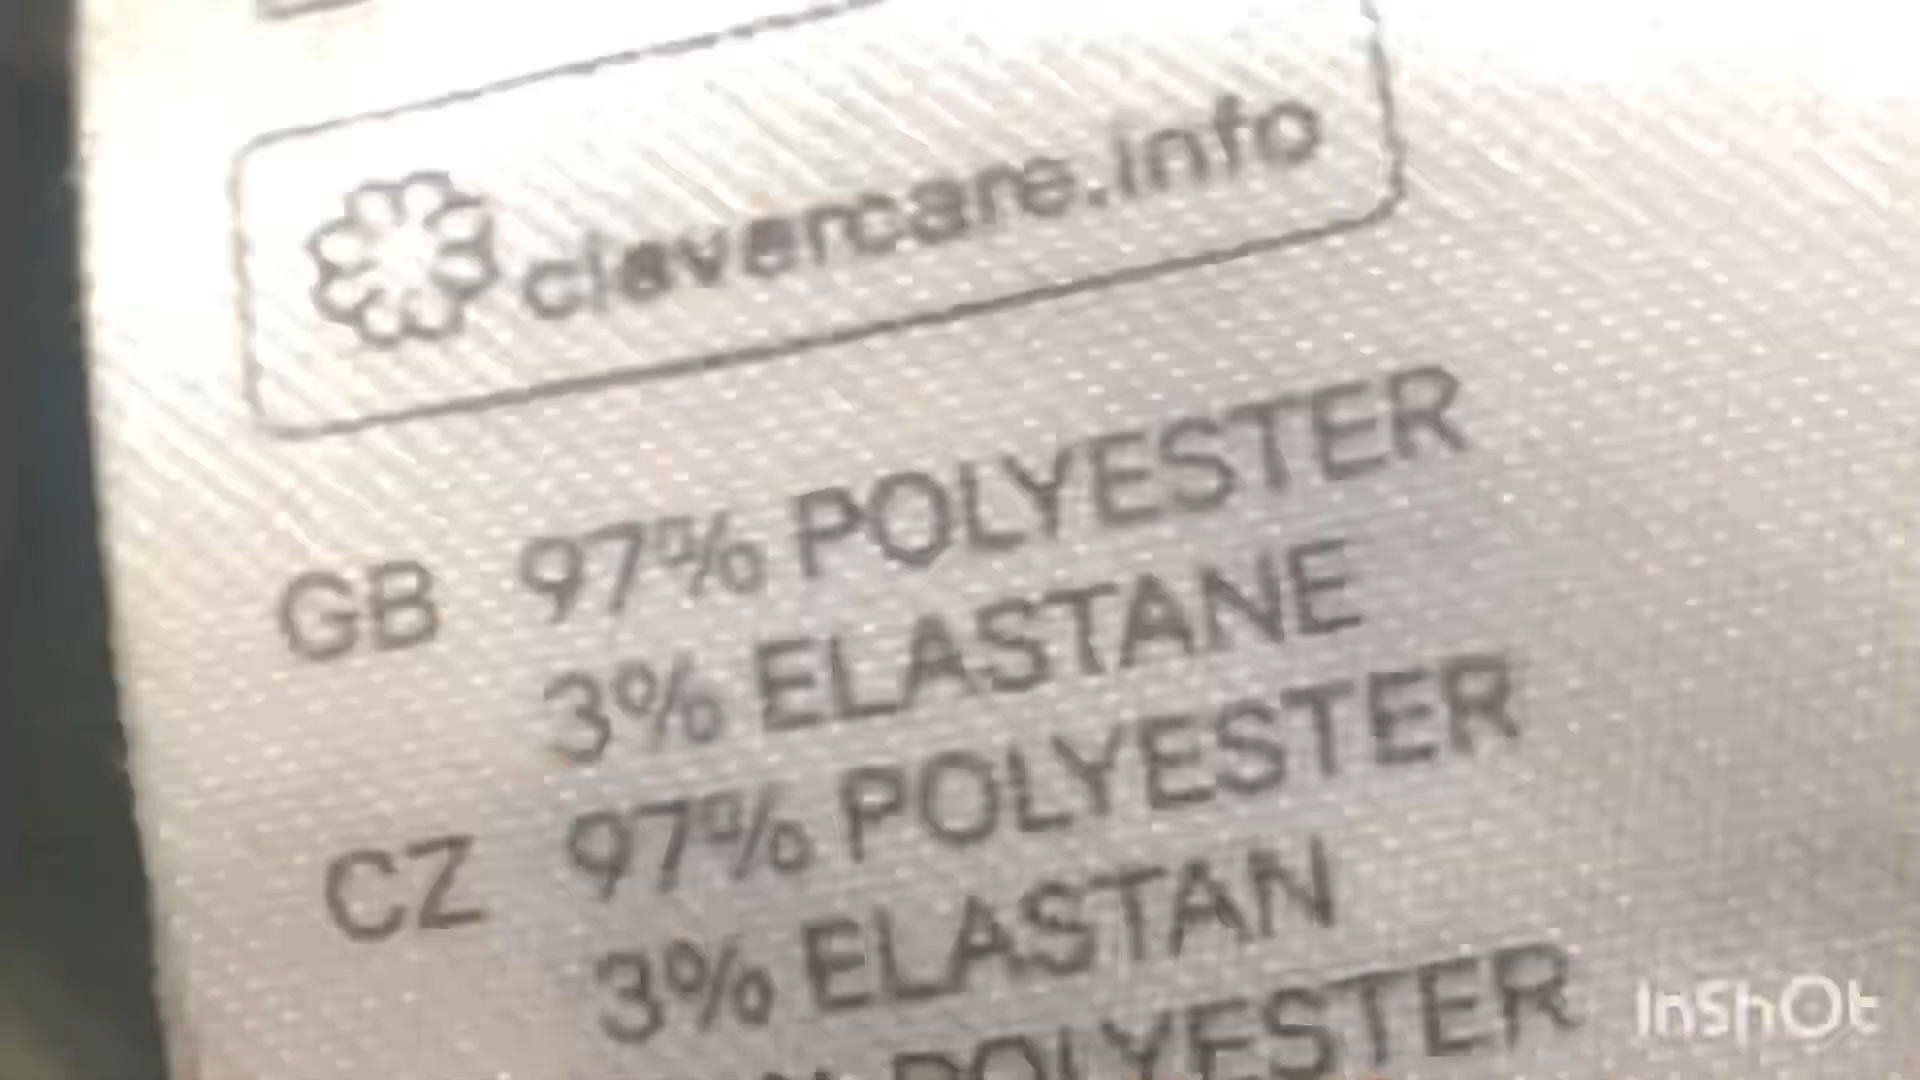 clevercare.info
GB 97% POLYESTER
3% ELASTANE
CZ 97% POLYESTER
3% ELASTAN
POLYESTER
InShOt